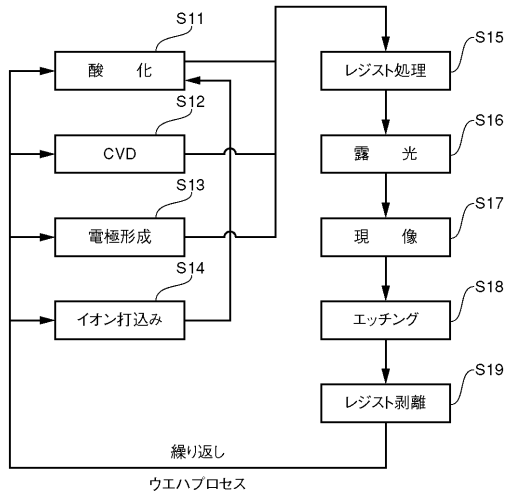 S11
酸 化
S12
CVD
S13
電極形成
S14
イオン打込み
S15
レジスト処理
S16
露 光
S17
現 像
S18
エッチング
S19
レジスト剥離
繰り返し
ウエハプロセス